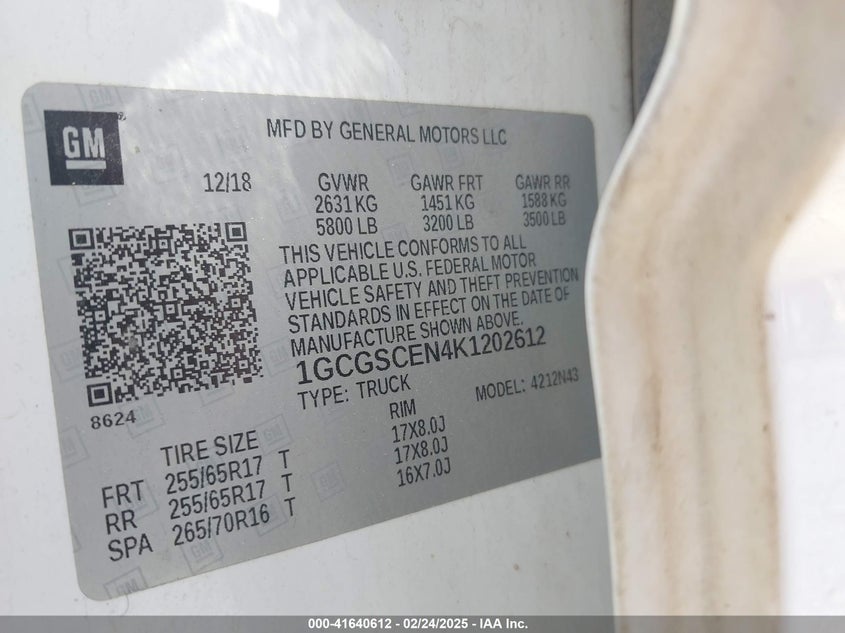 GM
MFD BY GENERAL MOTORS LLC
12/18 GVWR GAWR FRT GAWR RR
2631 KG 1451 KG 1588 KG
5800 LB 3200 LB 3500 LB
THIS VEHICLE CONFORMS TO ALL
APPLICABLE U.S. FEDERAL MOTOR
VEHICLE SAFETY AND THEFT PREVENTION
STANDARDS IN EFFECT ON THE DATE OF
MANUFACTURE SHOWN ABOVE.
1GCGSCEN4K1202612
TYPE: TRUCK MODEL: 4212N43
8624
TIRE SIZE RIM
FRT 255/65R17 T 17X8.0J
RR 255/65R17 T 17X8.0J
SPA 265/70R16 T 16X7.0J
000-41640612 - 02/24/2025 - IAA Inc.